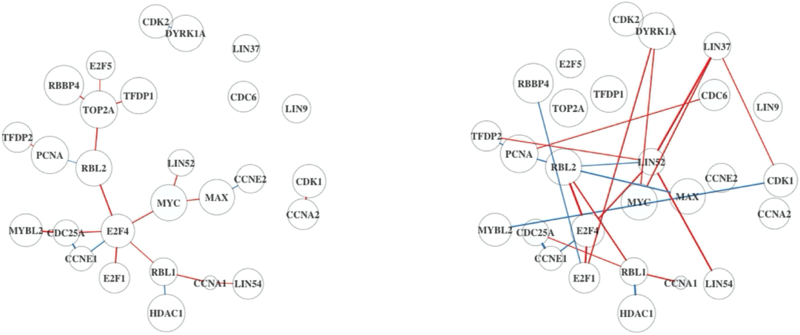 CDK2
DYRK1A
LIN37
E2F5
RBBP4
TOP2A
TFDP1
CDC6
LIN9
TFDP2
PCNA
RBL2
LIN52
CCNE2
MYC
MAX
CDK1
CCNA2
MYBL2
CDC25A
E2F4
CCNE1
E2F1
RBL1
CCNA1
LIN54
HDAC1
CDK2
DYRK1A
LIN37
E2F5
RBBP4
TOP2A
TFDP1
CDC6
LIN9
TFDP2
PCNA
RBL2
LIN52
CCNE2
MYC
MAX
CDK1
CCNA2
MYBL2
CDC25A
E2F4
CCNE1
E2F1
RBL1
CCNA1
LIN54
HDAC1